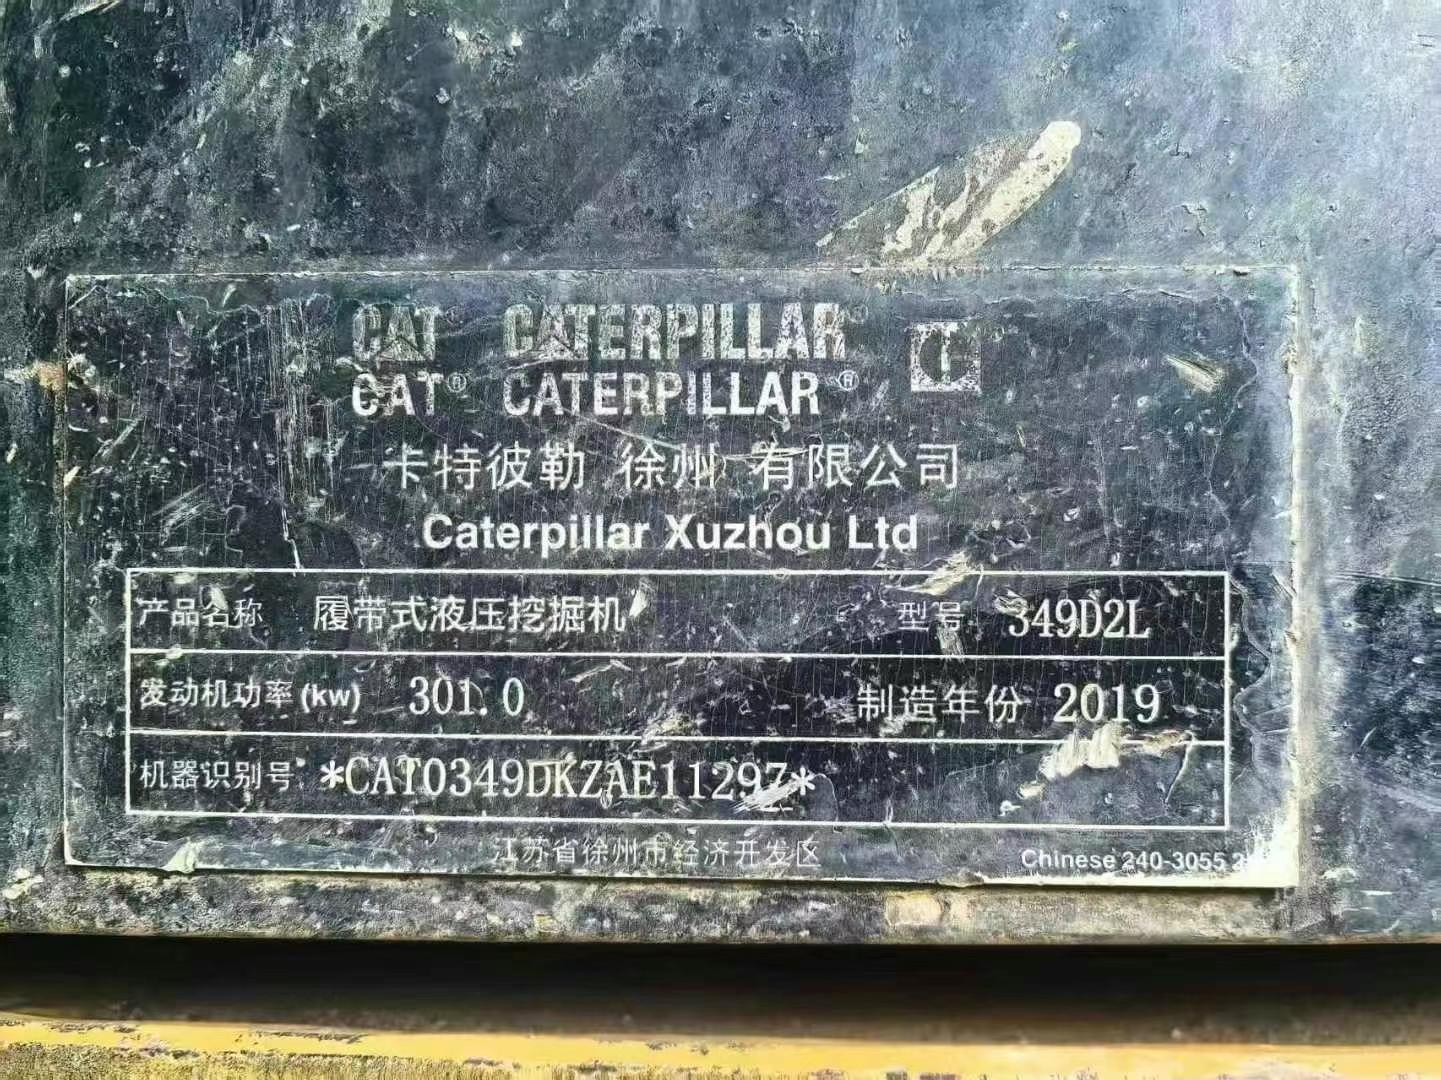 CAT CATERPILLAR
CAT® CATERPILLAR®
卡特彼勒 徐州 有限公司
Caterpillar Xuzhou Ltd
产品名称 履带式液压挖掘机 型号 349D2L
发动机功率(kw) 301.0 制造年份 2019
机器识别号 *CAT0349DKZAE11297*
江苏省徐州市经济开发区
Chinese 240-3055